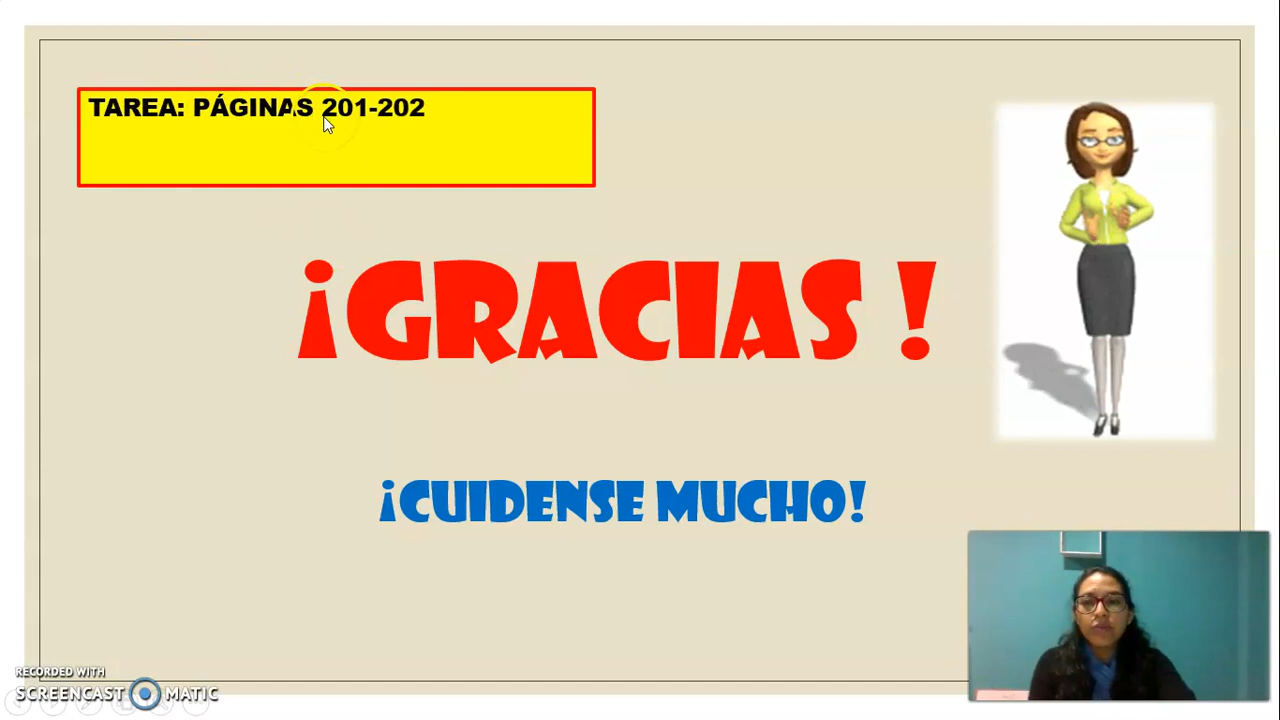 TAREA: PÁGINAS 201-202
¡GRACIAS !
¡CUIDENSE MUCHO!
RECORDED WITH
SCREENCAST MATIC